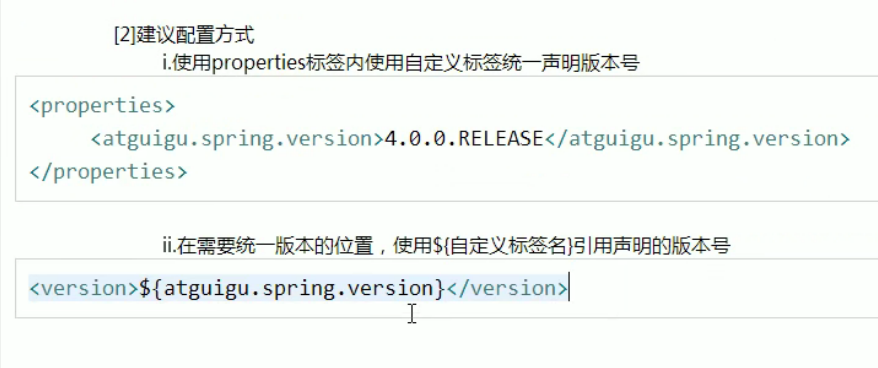 [2]建议配置方式
i.使用properties标签内使用自定义标签统一声明版本号
<properties>
<atguigu.spring.version>4.0.0.RELEASE</atguigu.spring.version>
</properties>
ii.在需要统一版本的位置，使用${自定义标签名}引用声明的版本号
<version>${atguigu.spring.version}</version>